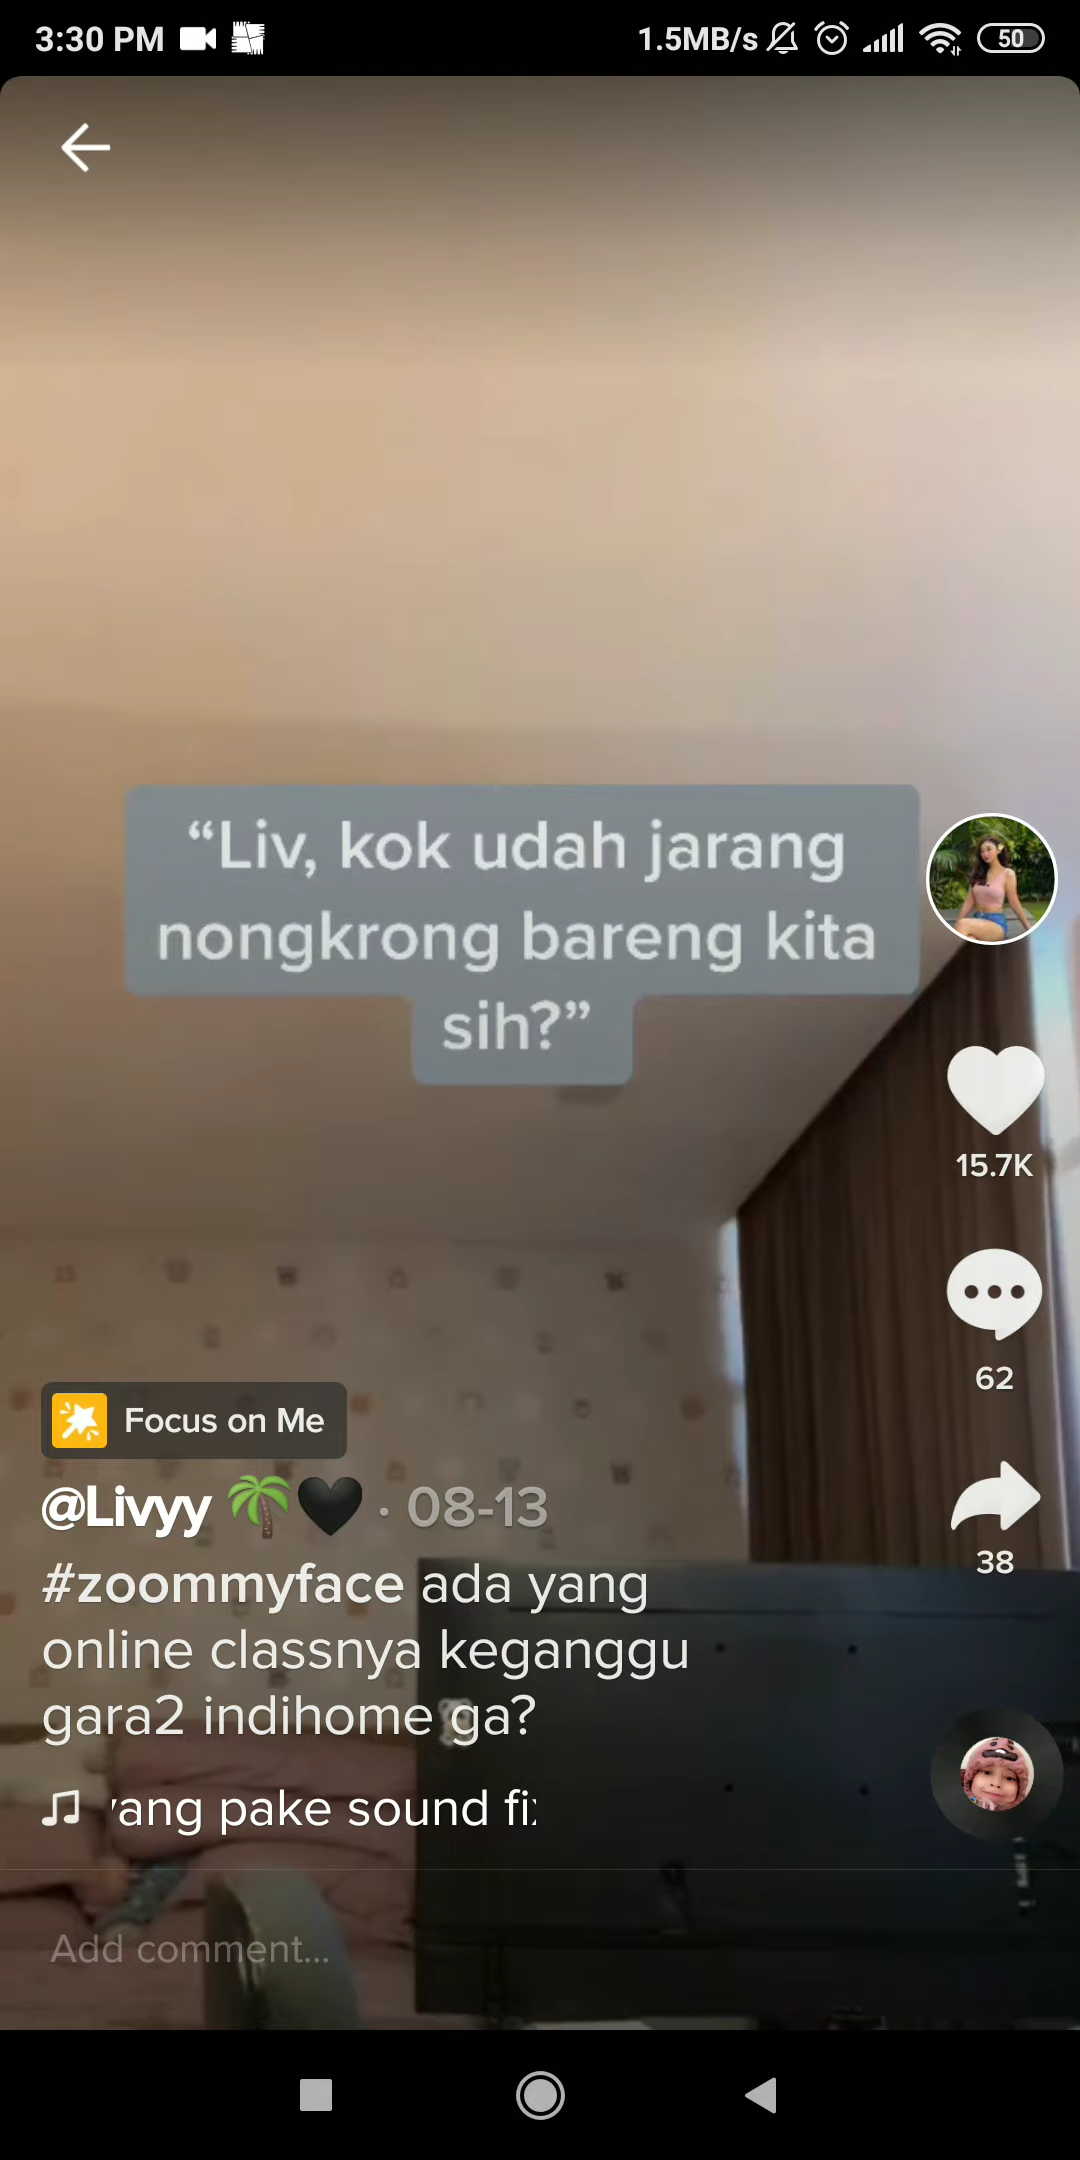 3:30 PM
1.5MB/s
50
“Liv, kok udah jarang
nongkrong bareng kita
sih?”
15.7K
62
Focus on Me
@Livyy 🌴🖤 · 08-13
38
#zoommyface ada yang
online classnya keganggu
gara2 indihome ga?
pake sound
Add comment...